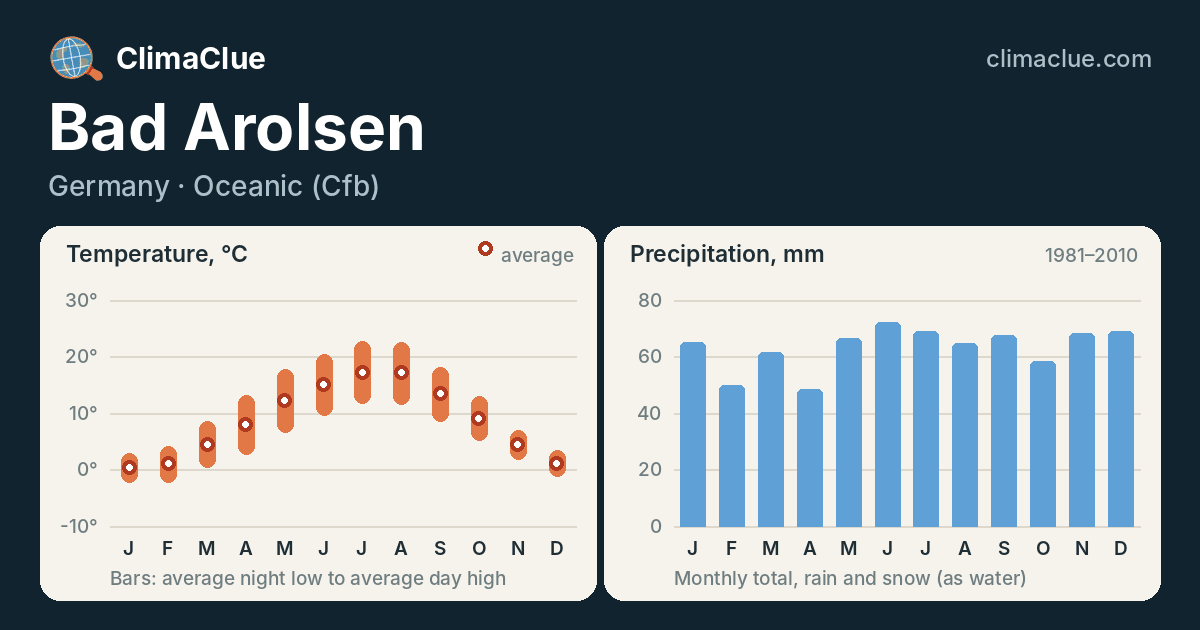 ClimaClue
climaclue.com
Bad Arolsen
Germany · Oceanic (Cfb)
Temperature, °C
average
30°
20°
10°
0°
-10°
J F M A M J J A S O N D
Bars: average night low to average day high
Precipitation, mm
1981–2010
80
60
40
20
0
J F M A M J J A S O N D
Monthly total, rain and snow (as water)